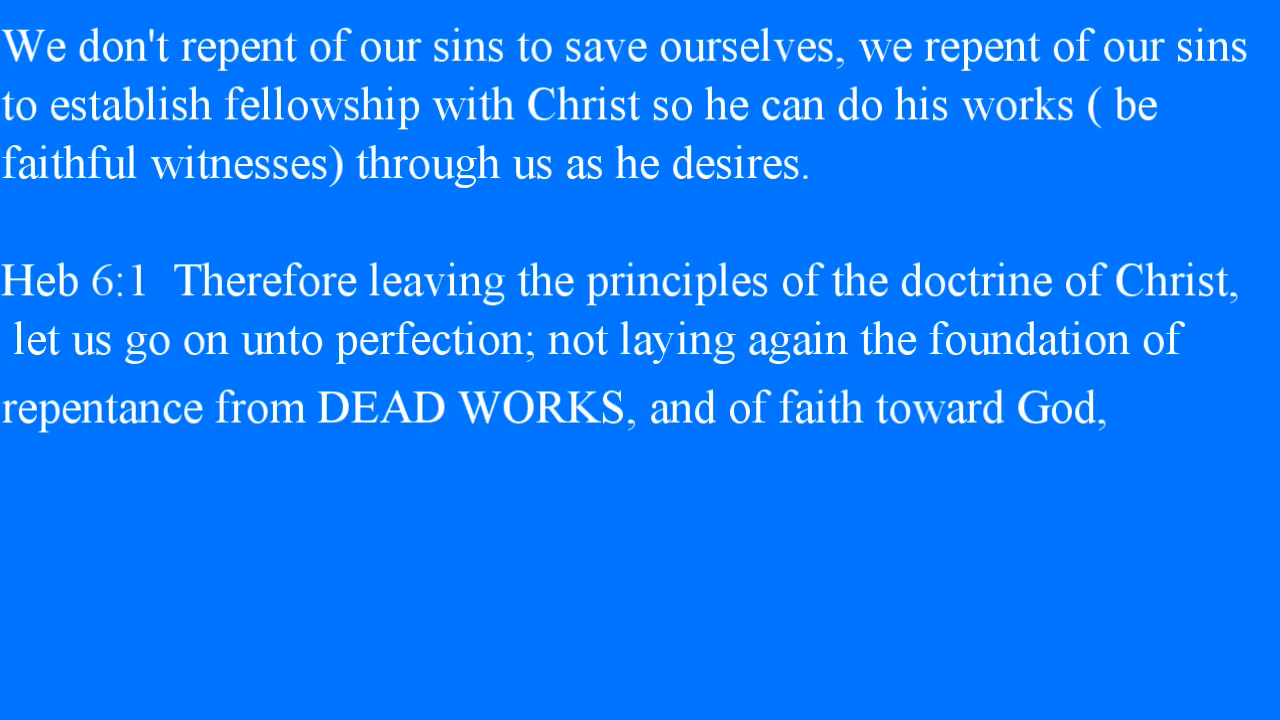 We don't repent of our sins to save ourselves, we repent of our sins
to establish fellowship with Christ so he can do his works ( be
faithful witnesses) through us as he desires.
Heb 6:1  Therefore leaving the principles of the doctrine of Christ,
let us go on unto perfection; not laying again the foundation of
repentance from DEAD WORKS, and of faith toward God,